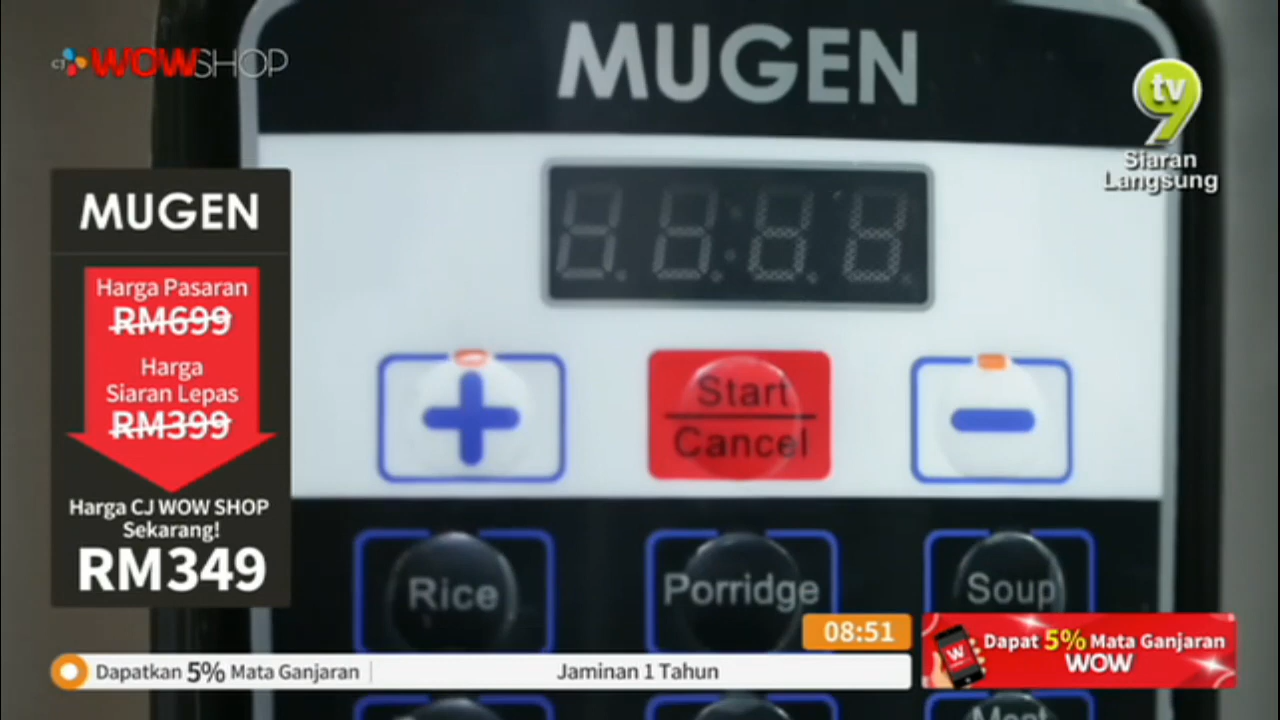 CJ WOWSHOP
MUGEN
tv9
Siaran
Langsung
MUGEN
Harga Pasaran
RM699
Harga
Siaran Lepas
RM399
Harga CJ WOW SHOP
Sekarang!
RM349
Start
Cancel
Rice
Porridge
Soup
08:51
Dapatkan 5% Mata Ganjaran
Jaminan 1 Tahun
W
Dapat 5% Mata Ganjaran
WOW